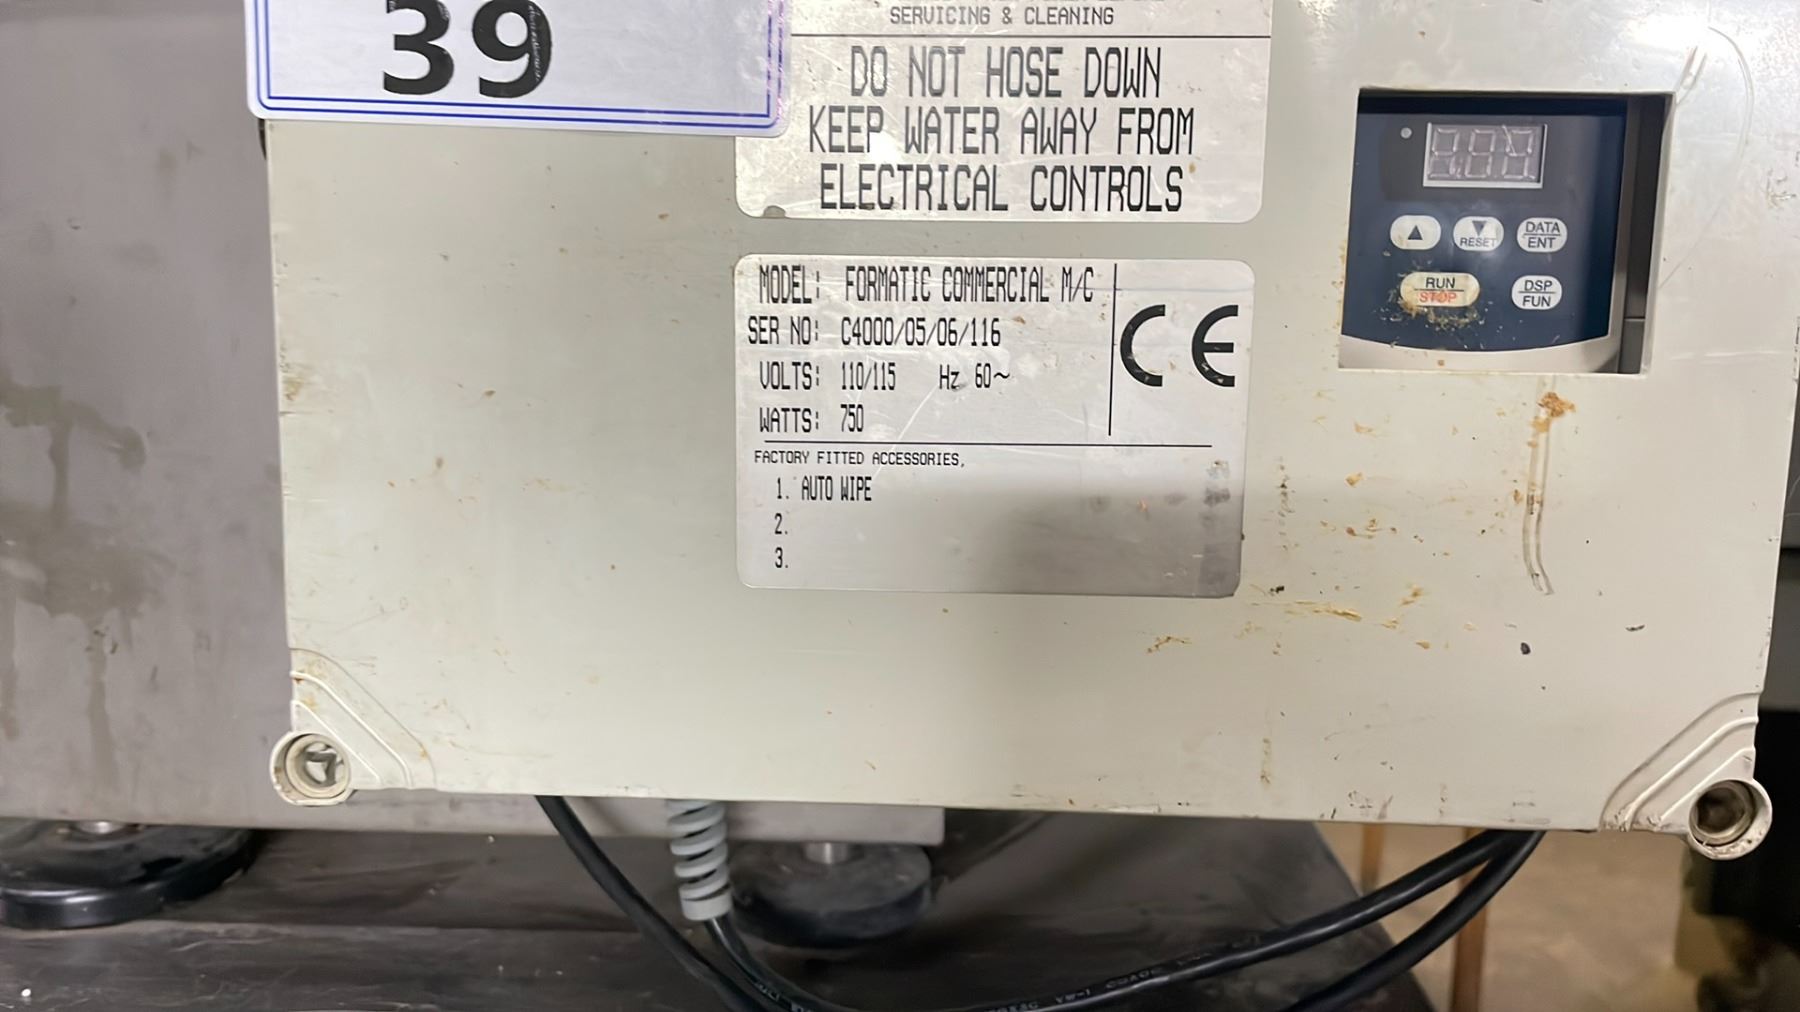 39
SERVICING & CLEANING
DO NOT HOSE DOWN
KEEP WATER AWAY FROM
ELECTRICAL CONTROLS
MODEL: FORMATIC COMMERCIAL M/C
SER NO: C4000/05/06/116
VOLTS: 110/115 Hz 60~
WATTS: 750
CE
FACTORY FITTED ACCESSORIES,
1. AUTO WIPE
2.
3.
▲
▼
RESET
DATA
ENT
RUN
STOP
DSP
FUN
VW-1